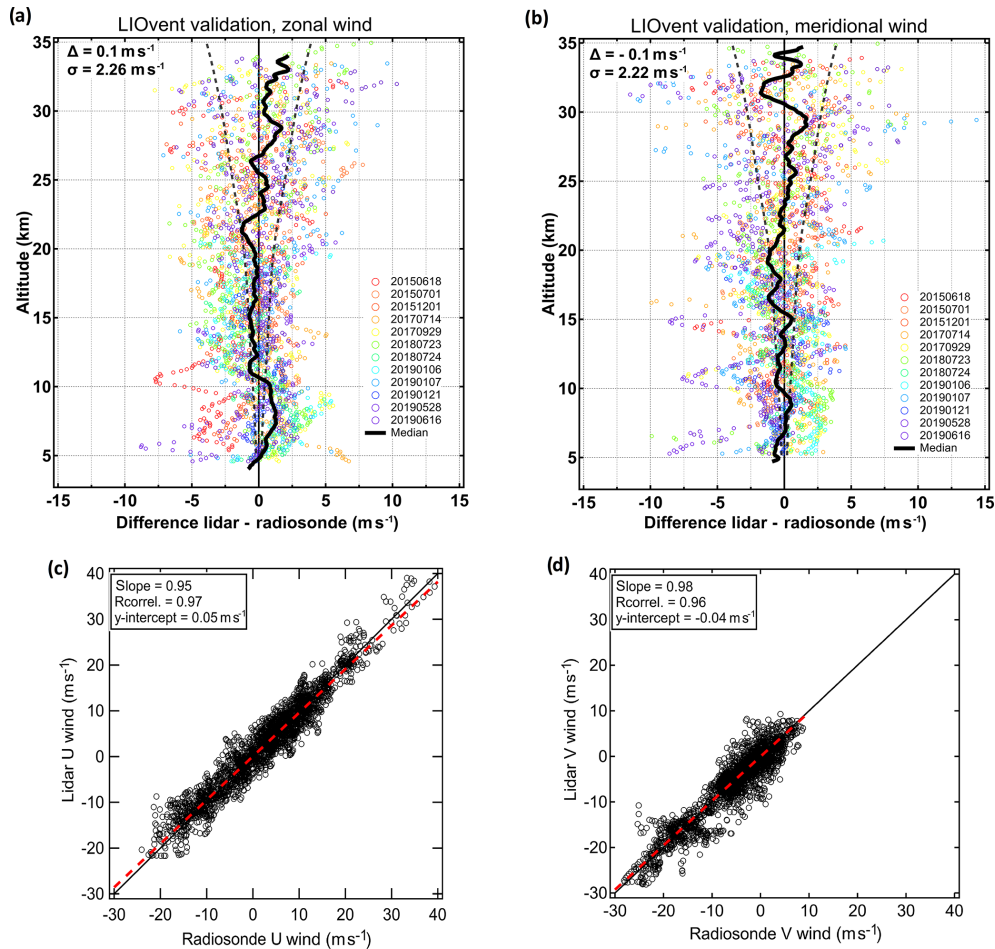 (a)
LIOvent validation, zonal wind
Δ = 0.1 m s-1
σ = 2.26 m s-1
35
30
25
20
15
10
5
Altitude (km)
20150618
20150701
20151201
20170714
20170929
20180723
20180724
20190106
20190107
20190121
20190528
20190616
Median
-15 -10 -5 0 5 10 15
Difference lidar - radiosonde (m s-1)
(b)
LIOvent validation, meridional wind
Δ = - 0.1 m s-1
σ = 2.22 m s-1
35
30
25
20
15
10
5
Altitude (km)
20150618
20150701
20151201
20170714
20170929
20180723
20180724
20190106
20190107
20190121
20190528
20190616
Median
-15 -10 -5 0 5 10 15
Difference lidar - radiosonde (m s-1)
(c)
Slope = 0.95
Rcorrel. = 0.97
y-intercept = 0.05 m s-1
40
30
20
10
0
-10
-20
-30
Lidar U wind (m s-1)
-30 -20 -10 0 10 20 30 40
Radiosonde U wind (m s-1)
(d)
Slope = 0.98
Rcorrel. = 0.96
y-intercept = -0.04 m s-1
40
30
20
10
0
-10
-20
-30
Lidar V wind (m s-1)
-30 -20 -10 0 10 20 30 40
Radiosonde V wind (m s-1)